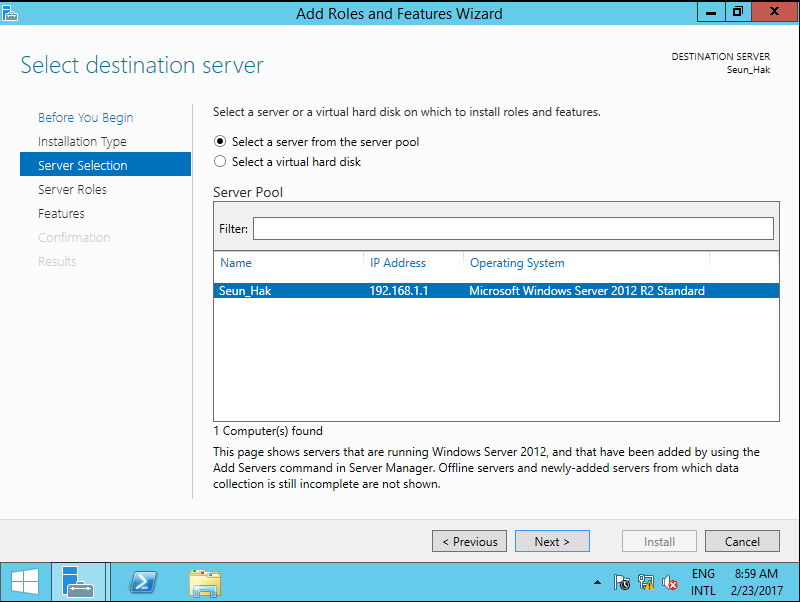 Add Roles and Features Wizard
Select destination server
DESTINATION SERVER
Seun_Hak
Before You Begin
Installation Type
Server Selection
Server Roles
Features
Confirmation
Results
Select a server or a virtual hard disk on which to install roles and features.
Select a server from the server pool
Select a virtual hard disk
Server Pool
Filter:
Name IP Address Operating System
Seun_Hak 192.168.1.1 Microsoft Windows Server 2012 R2 Standard
1 Computer(s) found
This page shows servers that are running Windows Server 2012, and that have been added by using the
Add Servers command in Server Manager. Offline servers and newly-added servers from which data
collection is still incomplete are not shown.
< Previous Next > Install Cancel
ENG 8:59 AM
INTL 2/23/2017